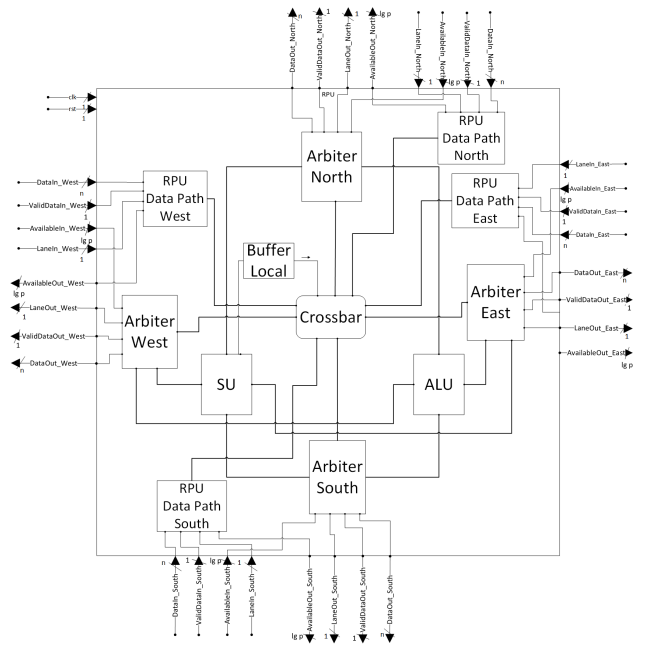 DataOut_North
n
ValidDataOut_North
1
LaneOut_North
1
AvailableOut_North
lg p
LaneIn_North
1
AvailableIn_North
lg p
ValidDataIn_North
1
DataIn_North
n
RPU
clk
1
rst
1
Arbiter
North
RPU
Data Path
North
RPU
Data Path
West
RPU
Data Path
East
DataIn_West
n
ValidDataIn_West
1
AvailableIn_West
lg p
LaneIn_West
1
AvailableOut_West
lg p
LaneOut_West
1
ValidDataOut_West
1
DataOut_West
n
LaneIn_East
1
AvailableIn_East
lg p
ValidDataIn_East
1
DataIn_East
n
DataOut_East
n
ValidDataOut_East
1
LaneOut_East
1
AvailableOut_East
lg p
Buffer
Local
Arbiter
West
Crossbar
Arbiter
East
SU
ALU
Arbiter
South
RPU
Data Path
South
n
DataIn_South
1
ValidDataIn_South
lg p
AvailableIn_South
1
LaneIn_South
AvailableOut_South
lg p
LaneOut_South
1
ValidDataOut_South
1
DataOut_South
n